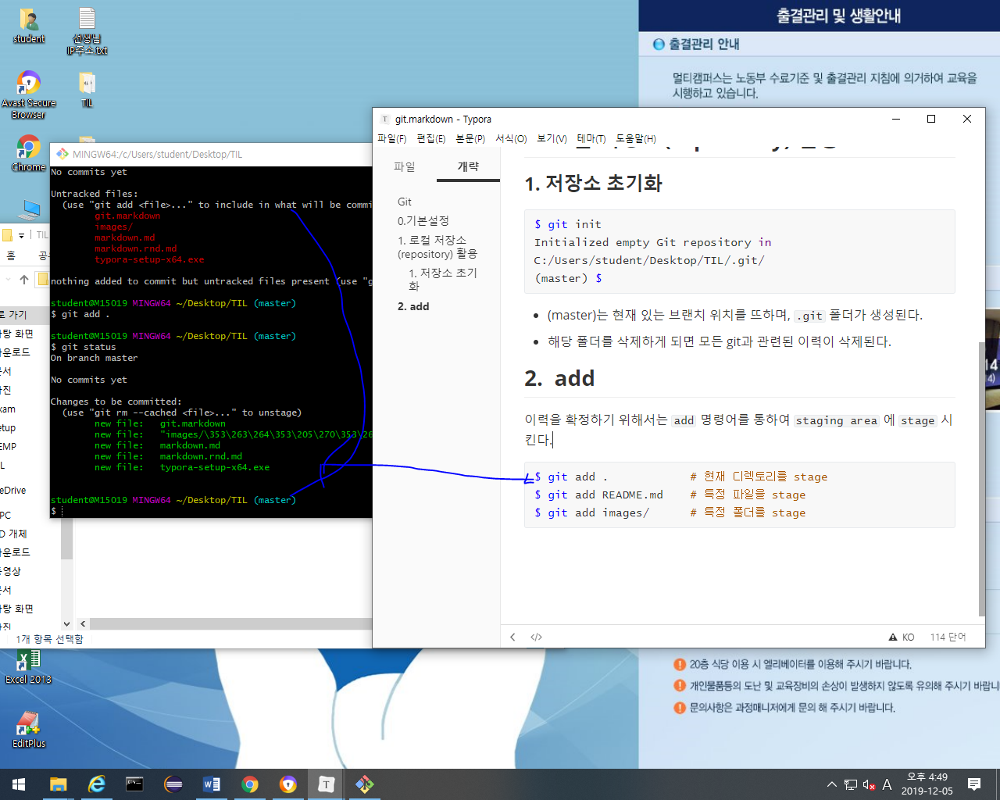 student
선생님
IP주소.txt
Avast Secure
Browser
TIL
Chrome
Excel 2013
EditPlus
출결관리 및 생활안내
출결관리 안내
멀티캠퍼스는 노동부 수료기준 및 출결관리 지침에 의거하여 교육을
시행하고 있습니다.
MINGW64:/c/Users/student/Desktop/TIL
No commits yet
Untracked files:
(use "git add <file>..." to include in what will be commi
git.markdown
images/
markdown.md
markdown.rnd.md
typora-setup-x64.exe
nothing added to commit but untracked files present (use "g
student@M15019 MINGW64 ~/Desktop/TIL (master)
$ git add .
student@M15019 MINGW64 ~/Desktop/TIL (master)
$ git status
On branch master
No commits yet
Changes to be committed:
(use "git rm --cached <file>..." to unstage)
new file:   git.markdown
new file:   "images/\353\263\264\353\205\270\353\26
new file:   markdown.md
new file:   markdown.rnd.md
new file:   typora-setup-x64.exe
student@M15019 MINGW64 ~/Desktop/TIL (master)
$
TIL
홈
로 가기
탕 화면
운로드
문서
사진
xam
etup
EMP
L
eDrive
PC
D 개체
운로드
동영상
문서
탕 화면
1개 항목 선택함
git.markdown - Typora
파일(F) 편집(E) 본문(P) 서식(O) 보기(V) 테마(T) 도움말(H)
파일 개략
Git
0.기본설정
1. 로컬 저장소
(repository) 활용
1. 저장소 초기
화
2. add
1. 저장소 초기화
$ git init
Initialized empty Git repository in
C:/Users/student/Desktop/TIL/.git/
(master) $
(master)는 현재 있는 브랜치 위치를 뜨하며, .git 폴더가 생성된다.
해당 폴더를 삭제하게 되면 모든 git과 관련된 이력이 삭제된다.
2. add
이력을 확정하기 위해서는 add 명령어를 통하여 staging area 에 stage 시
킨다.
$ git add . # 현재 디렉토리를 stage
$ git add README.md # 특정 파일을 stage
$ git add images/ # 특정 폴더를 stage
KO 114 단어
20층 식당 이용 시 엘리베이터를 이용해 주시기 바랍니다.
개인물품등의 도난 및 교육장비의 손상이 발생하지 않도록 유의해 주시기 바랍니
문의사항은 과정매니저에게 문의 해 주시기 바랍니다.
A
오후 4:49
2019-12-05